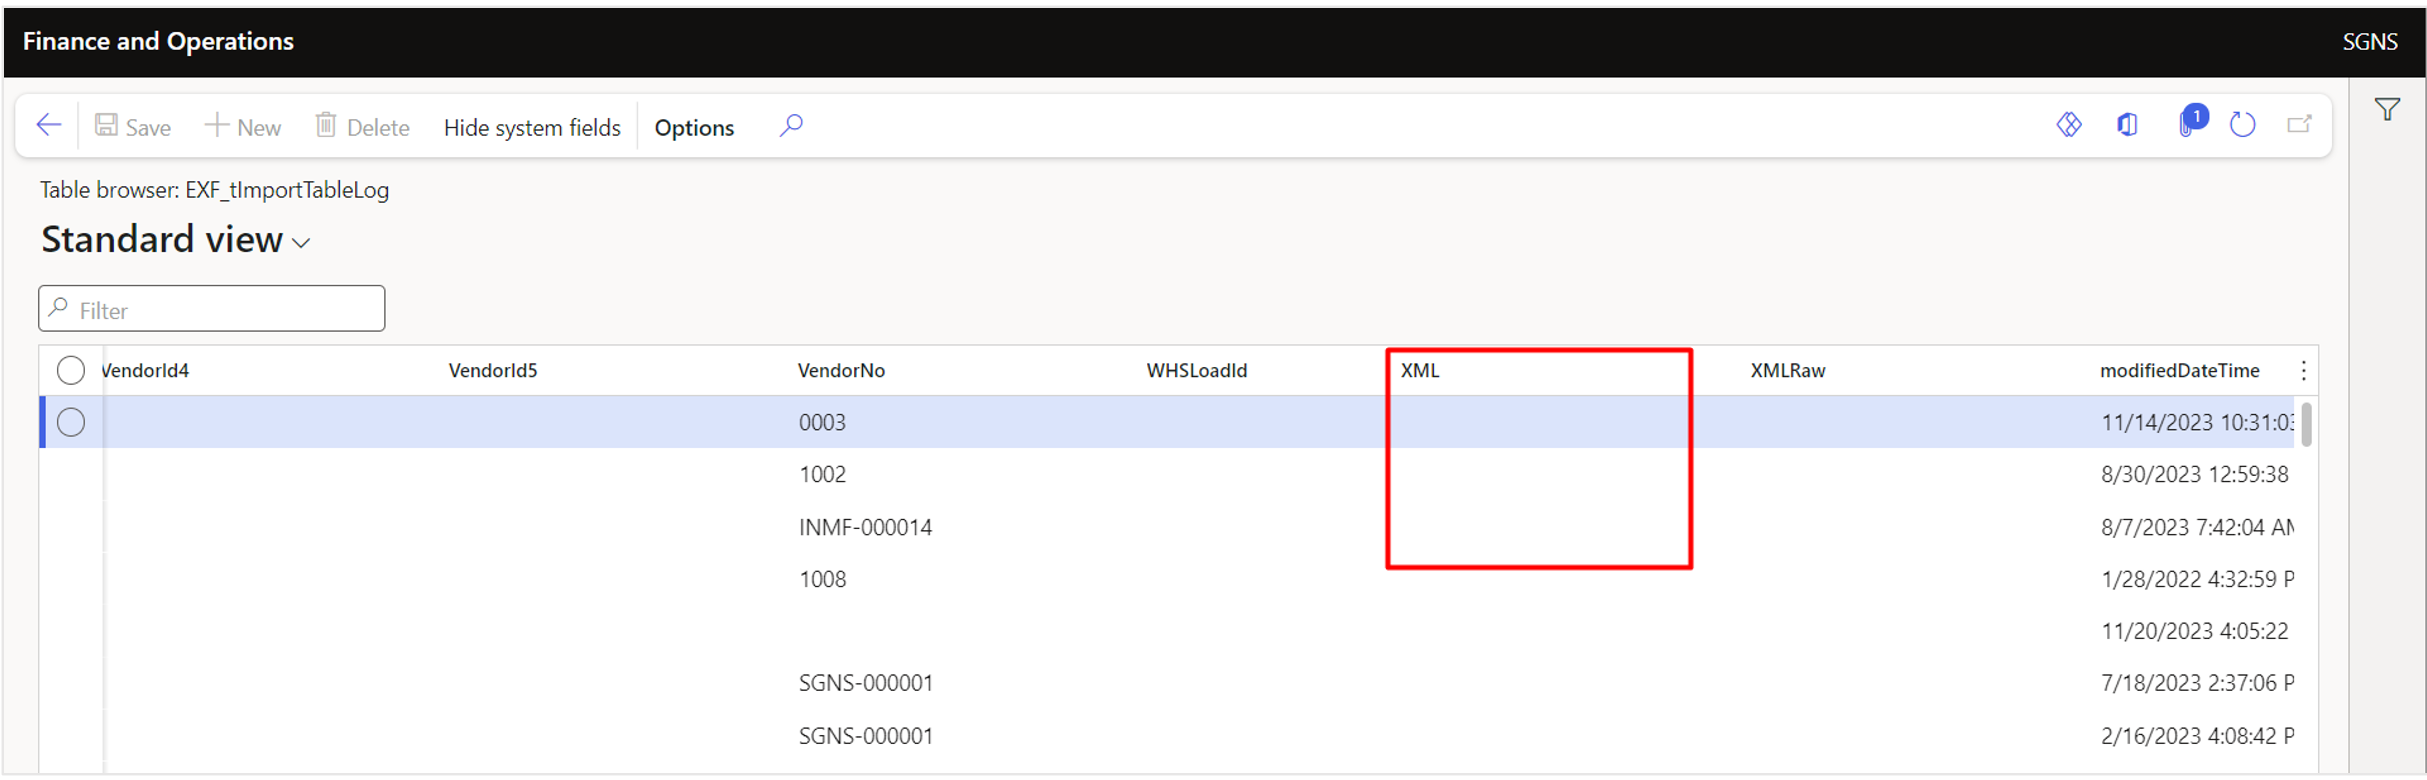 Finance and Operations SGNS
Save New Delete Hide system fields Options 1
Table browser: EXF_tImportTableLog
Standard view
Filter
VendorId4 VendorId5 VendorNo WHSLoadId XML XMLRaw modifiedDateTime
0003 11/14/2023 10:31:03
1002 8/30/2023 12:59:38
INMF-000014 8/7/2023 7:42:04 AM
1008 1/28/2022 4:32:59 P
11/20/2023 4:05:22
SGNS-000001 7/18/2023 2:37:06 P
SGNS-000001 2/16/2023 4:08:42 P